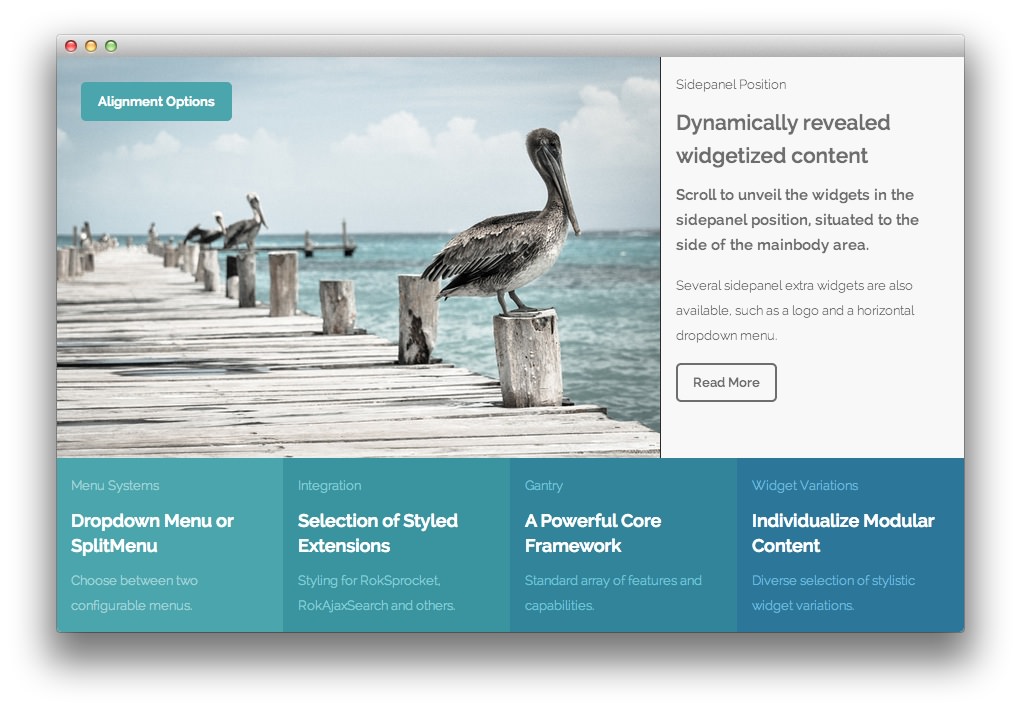 Alignment Options
Sidepanel Position
Dynamically revealed
widgetized content
Scroll to unveil the widgets in the
sidepanel position, situated to the
side of the mainbody area.
Several sidepanel extra widgets are also
available, such as a logo and a horizontal
dropdown menu.
Read More
Menu Systems
Dropdown Menu or
SplitMenu
Choose between two
configurable menus.
Integration
Selection of Styled
Extensions
Styling for RokSprocket,
RokAjaxSearch and others.
Gantry
A Powerful Core
Framework
Standard array of features and
capabilities.
Widget Variations
Individualize Modular
Content
Diverse selection of stylistic
widget variations.